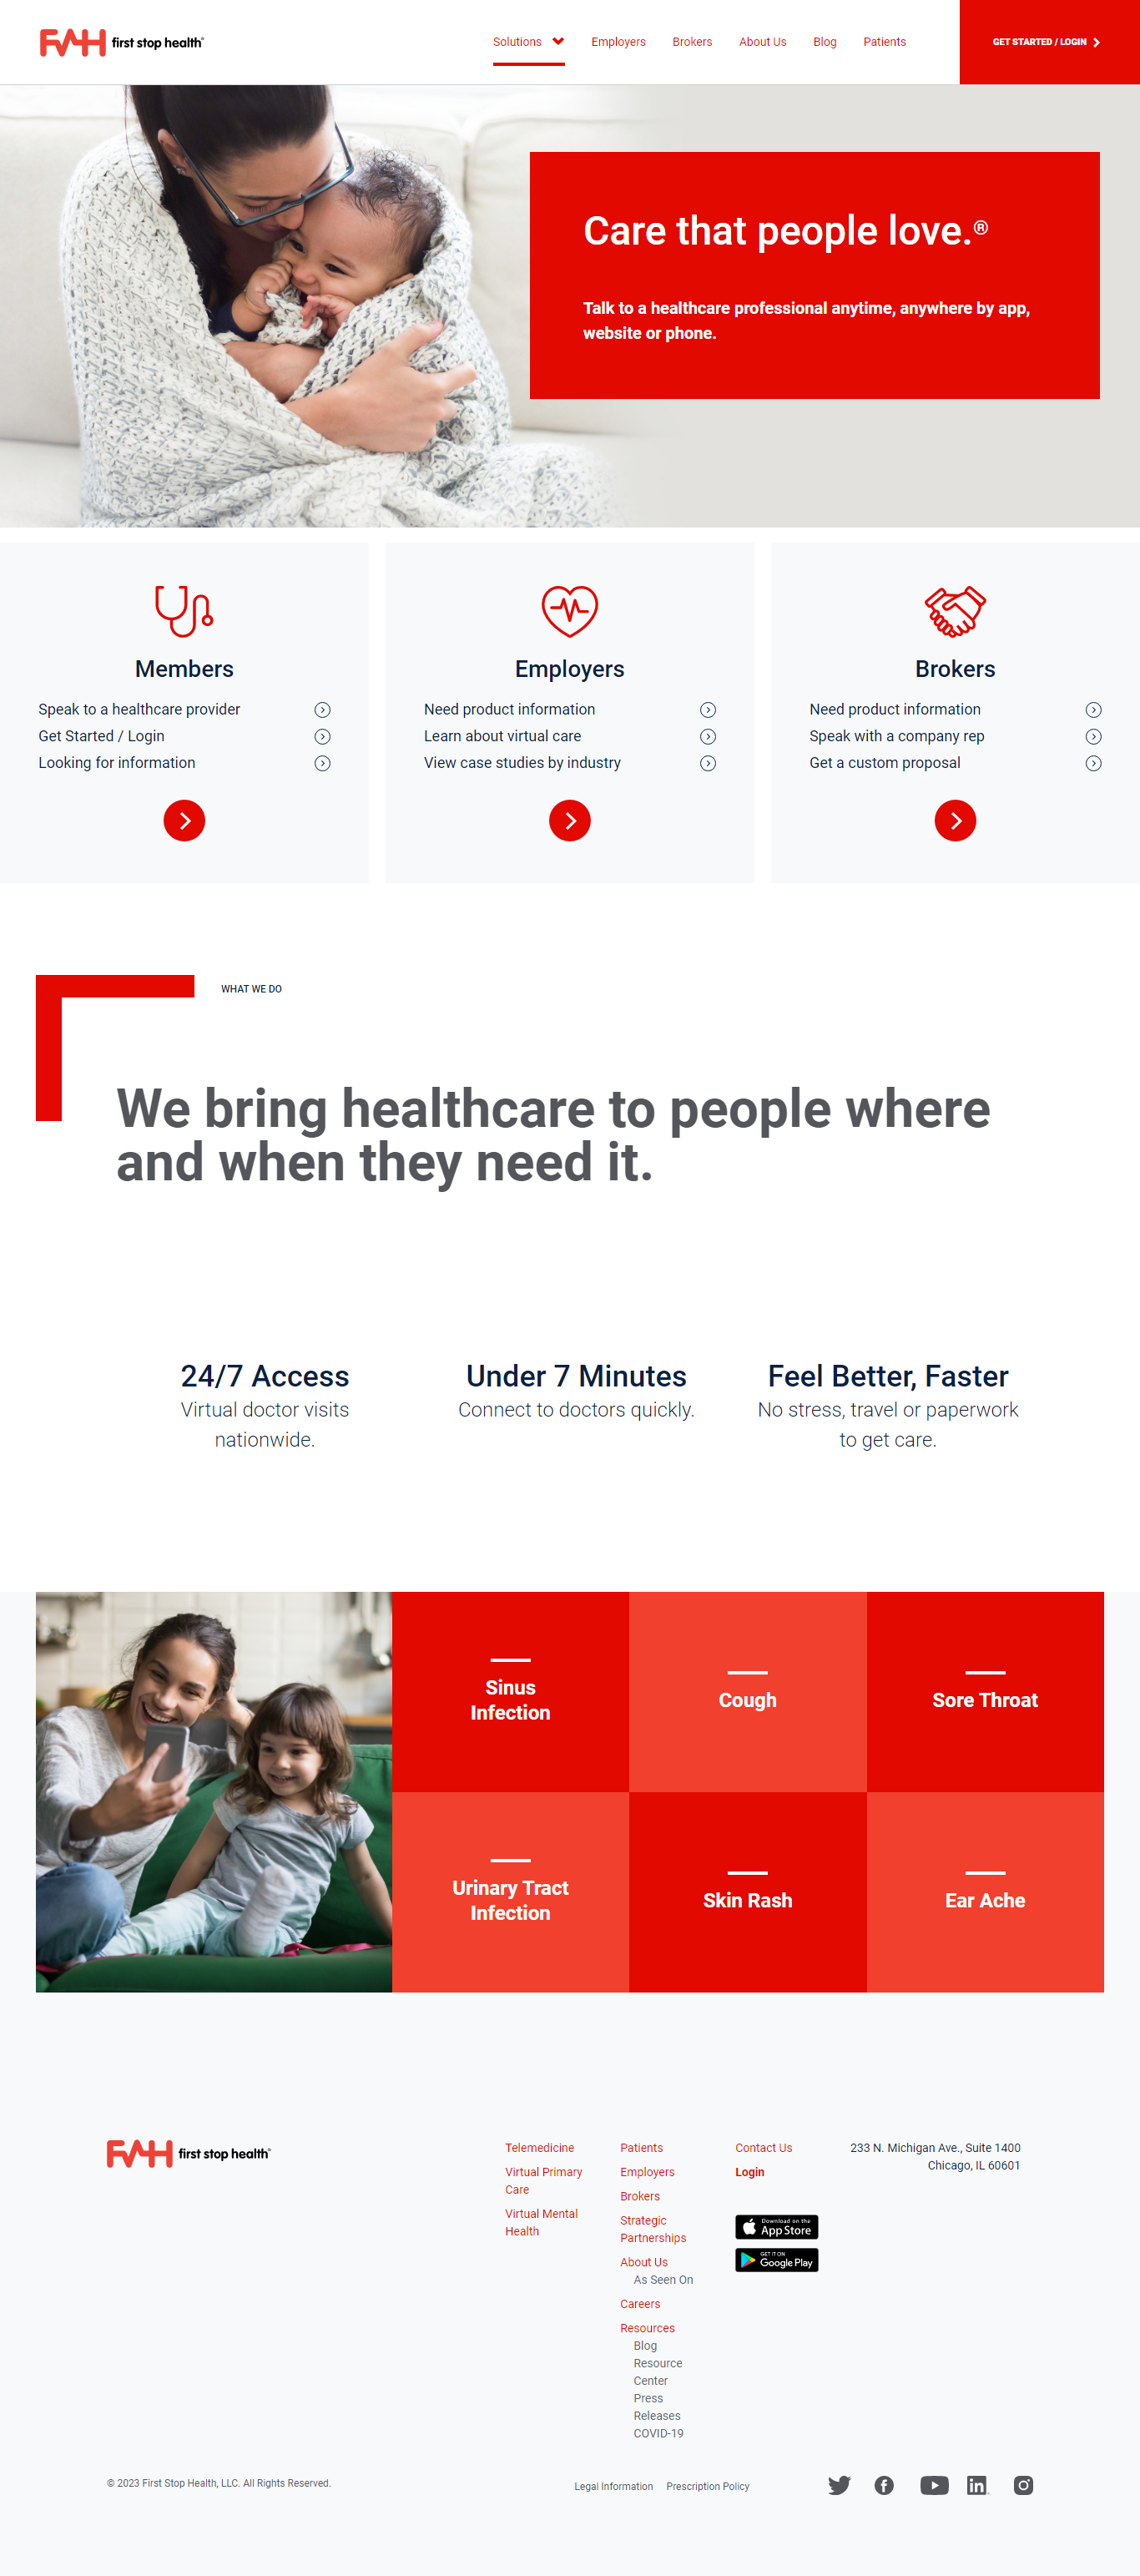 first stop health®
Solutions
Employers
Brokers
About Us
Blog
Patients
GET STARTED / LOGIN
Care that people love.®
Talk to a healthcare professional anytime, anywhere by app,
website or phone.
Members
Speak to a healthcare provider
Get Started / Login
Looking for information
Employers
Need product information
Learn about virtual care
View case studies by industry
Brokers
Need product information
Speak with a company rep
Get a custom proposal
WHAT WE DO
We bring healthcare to people where
and when they need it.
24/7 Access
Virtual doctor visits
nationwide.
Under 7 Minutes
Connect to doctors quickly.
Feel Better, Faster
No stress, travel or paperwork
to get care.
Sinus
Infection
Cough
Sore Throat
Urinary Tract
Infection
Skin Rash
Ear Ache
first stop health®
Telemedicine
Virtual Primary
Care
Virtual Mental
Health
Patients
Employers
Brokers
Strategic
Partnerships
About Us
As Seen On
Careers
Resources
Blog
Resource
Center
Press
Releases
COVID-19
Contact Us
Login
Download on the
App Store
GET IT ON
Google Play
233 N. Michigan Ave., Suite 1400
Chicago, IL 60601
© 2023 First Stop Health, LLC. All Rights Reserved.
Legal Information
Prescription Policy